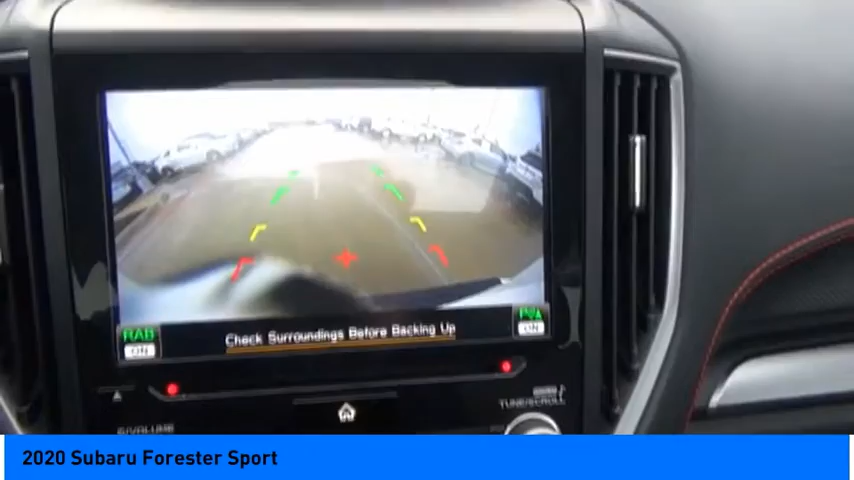 RAB
ON
Check Surroundings Before Backing Up
ON
TUNE/SCROLL
2020 Subaru Forester Sport